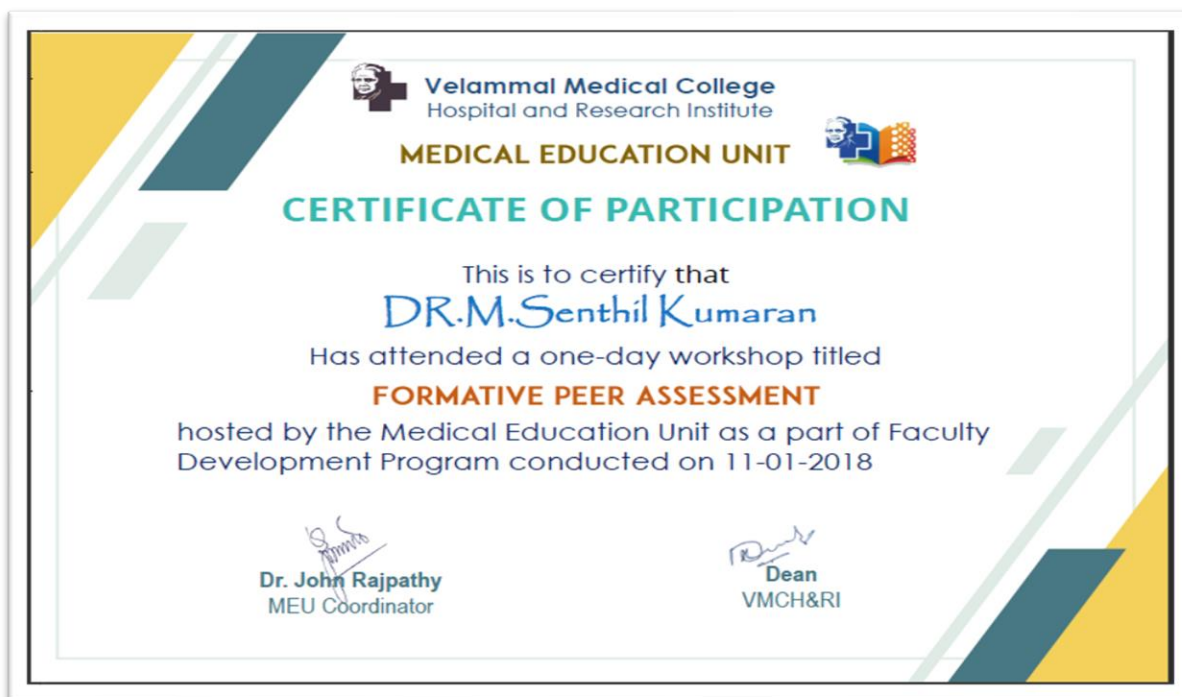 Velammal Medical College
Hospital and Research Institute
MEDICAL EDUCATION UNIT
CERTIFICATE OF PARTICIPATION
This is to certify that
DR.M.Senthil Kumaran
Has attended a one-day workshop titled
FORMATIVE PEER ASSESSMENT
hosted by the Medical Education Unit as a part of Faculty
Development Program conducted on 11-01-2018
Dr. John Rajpathy
MEU Coordinator
Dean
VMCH&RI